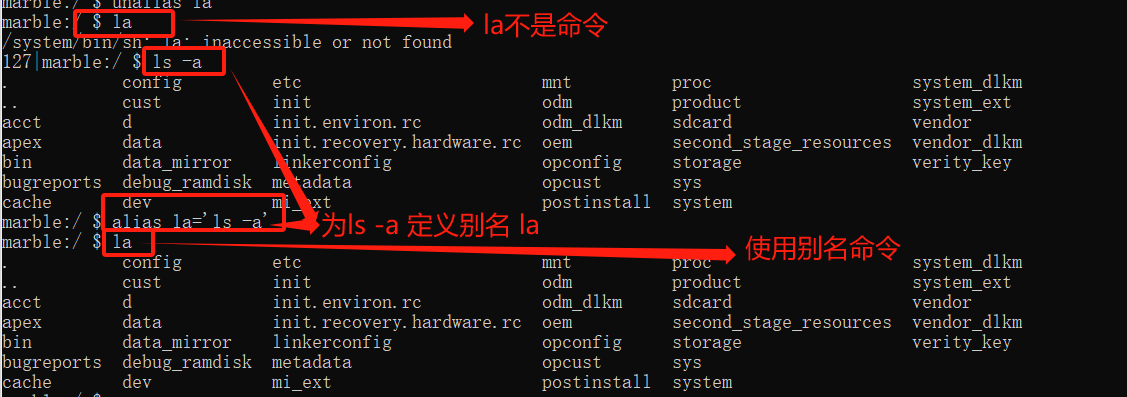 marble:/ $ unalias la
marble:/ $ la
la不是命令
/system/bin/sh: la: inaccessible or not found
127|marble:/ $ ls -a
. config etc mnt proc system_dlkm
.. cust init odm product system_ext
acct d init.environ.rc odm_dlkm sdcard vendor
apex data init.recovery.hardware.rc oem second_stage_resources vendor_dlkm
bin data_mirror linkerconfig opconfig storage verity_key
bugreports debug_ramdisk metadata opcust sys
cache dev mi_ext postinstall system
marble:/ $ alias la='ls -a'
为ls -a 定义别名 la
marble:/ $ la
使用别名命令
. config etc mnt proc system_dlkm
.. cust init odm product system_ext
acct d init.environ.rc odm_dlkm sdcard vendor
apex data init.recovery.hardware.rc oem second_stage_resources vendor_dlkm
bin data_mirror linkerconfig opconfig storage verity_key
bugreports debug_ramdisk metadata opcust sys
cache dev mi_ext postinstall system